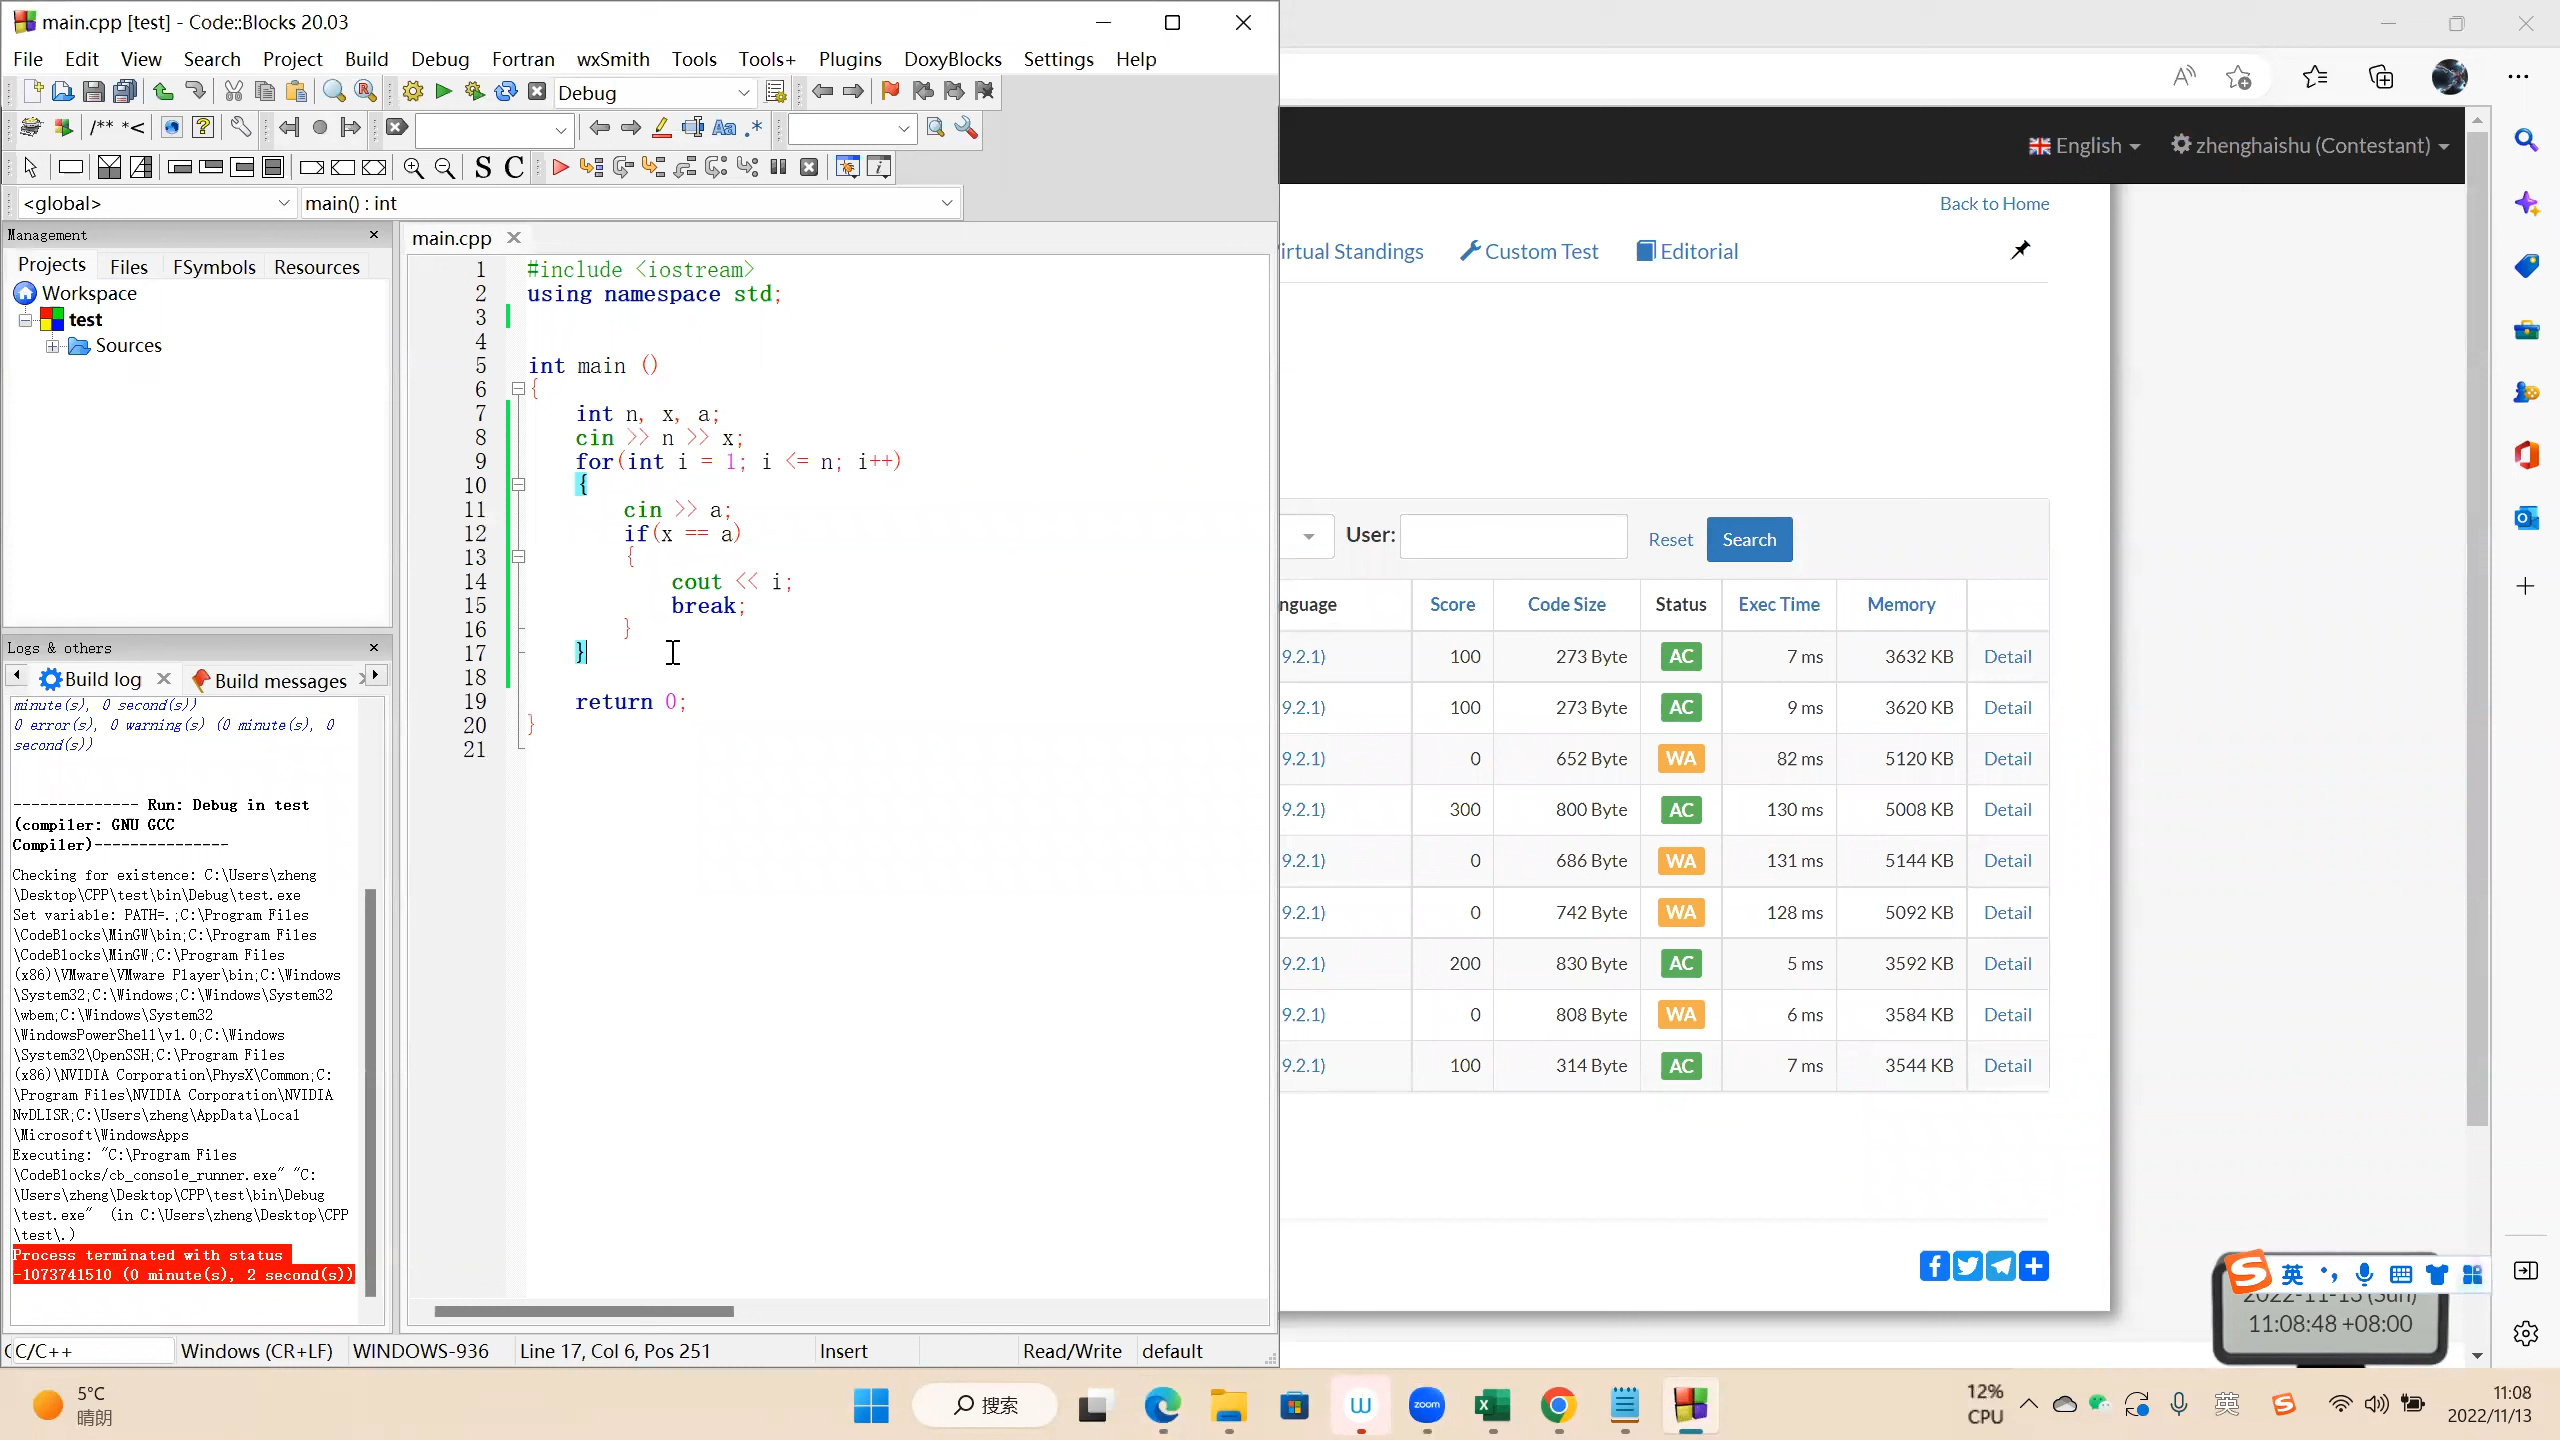 main.cpp [test] - Code::Blocks 20.03
File Edit View Search Project Build Debug Fortran wxSmith Tools Tools+ Plugins DoxyBlocks Settings Help
Debug
/** *<
S C
<global>
main() : int
Management
Projects Files FSymbols Resources
Workspace
test
Sources
Logs & others
Build log
Build messages
minute(s), 0 second(s))
0 error(s), 0 warning(s) (0 minute(s), 0
second(s))
-------------- Run: Debug in test
(compiler: GNU GCC
Compiler)---------------
Checking for existence: C:\Users\zheng
\Desktop\CPP\test\bin\Debug\test.exe
Set variable: PATH=.;C:\Program Files
\CodeBlocks\MinGW\bin;C:\Program Files
\CodeBlocks\MinGW;C:\Program Files
(x86)\VMware\VMware Player\bin;C:\Windows
\System32;C:\Windows;C:\Windows\System32
\wbem;C:\Windows\System32
\WindowsPowerShell\v1.0;C:\Windows
\System32\OpenSSH;C:\Program Files
(x86)\NVIDIA Corporation\PhysX\Common;C:
\Program Files\NVIDIA Corporation\NVIDIA
NvDLISR;C:\Users\zheng\AppData\Local
\Microsoft\WindowsApps
Executing: "C:\Program Files
\CodeBlocks/cb_console_runner.exe" "C:
\Users\zheng\Desktop\CPP\test\bin\Debug
\test.exe"  (in C:\Users\zheng\Desktop\CPP
\test\.)
Process terminated with status
-1073741510 (0 minute(s), 2 second(s))
main.cpp
1 #include <iostream>
2 using namespace std;
3
4
5 int main ()
6 {
7 int n, x, a;
8 cin >> n >> x;
9 for(int i = 1; i <= n; i++)
10 {
11 cin >> a;
12 if(x == a)
13 {
14 cout << i;
15 break;
16 }
17 }
18
19 return 0;
20 }
21
C/C++ Windows (CR+LF) WINDOWS-936 Line 17, Col 6, Pos 251 Insert Read/Write default
English
zhenghaishu (Contestant)
Back to Home
irtual Standings Custom Test Editorial
User: Reset Search
nguage Score Code Size Status Exec Time Memory
9.2.1) 100 273 Byte AC 7 ms 3632 KB Detail
9.2.1) 100 273 Byte AC 9 ms 3620 KB Detail
9.2.1) 0 652 Byte WA 82 ms 5120 KB Detail
9.2.1) 300 800 Byte AC 130 ms 5008 KB Detail
9.2.1) 0 686 Byte WA 131 ms 5144 KB Detail
9.2.1) 0 742 Byte WA 128 ms 5092 KB Detail
9.2.1) 200 830 Byte AC 5 ms 3592 KB Detail
9.2.1) 0 808 Byte WA 6 ms 3584 KB Detail
9.2.1) 100 314 Byte AC 7 ms 3544 KB Detail
英
2022-11-13 (Sun)
11:08:48 +08:00
5°C
晴朗
搜索
zoom
12%
CPU
英
11:08
2022/11/13